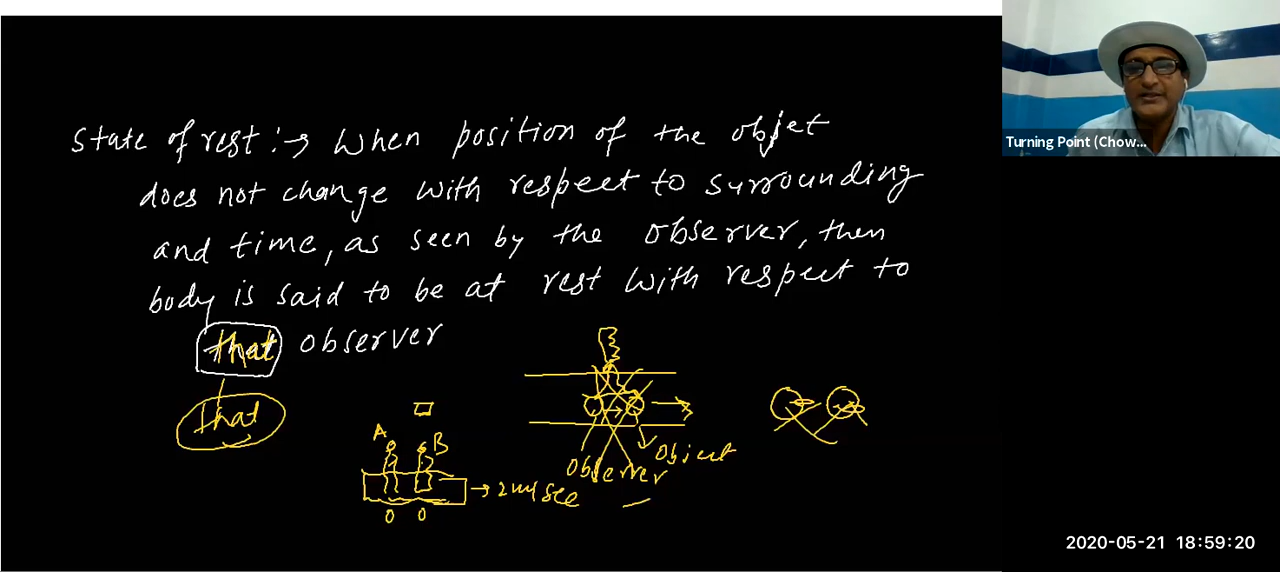 State of rest :→ When position of the objet
does not change with respect to surrounding
and time, as seen by the observer, then
body is said to be at rest with respect to
that observer
that
A
B
→ 2 m/sec
0 0
Observer
Object
Turning Point (Chow...
2020-05-21 18:59:20